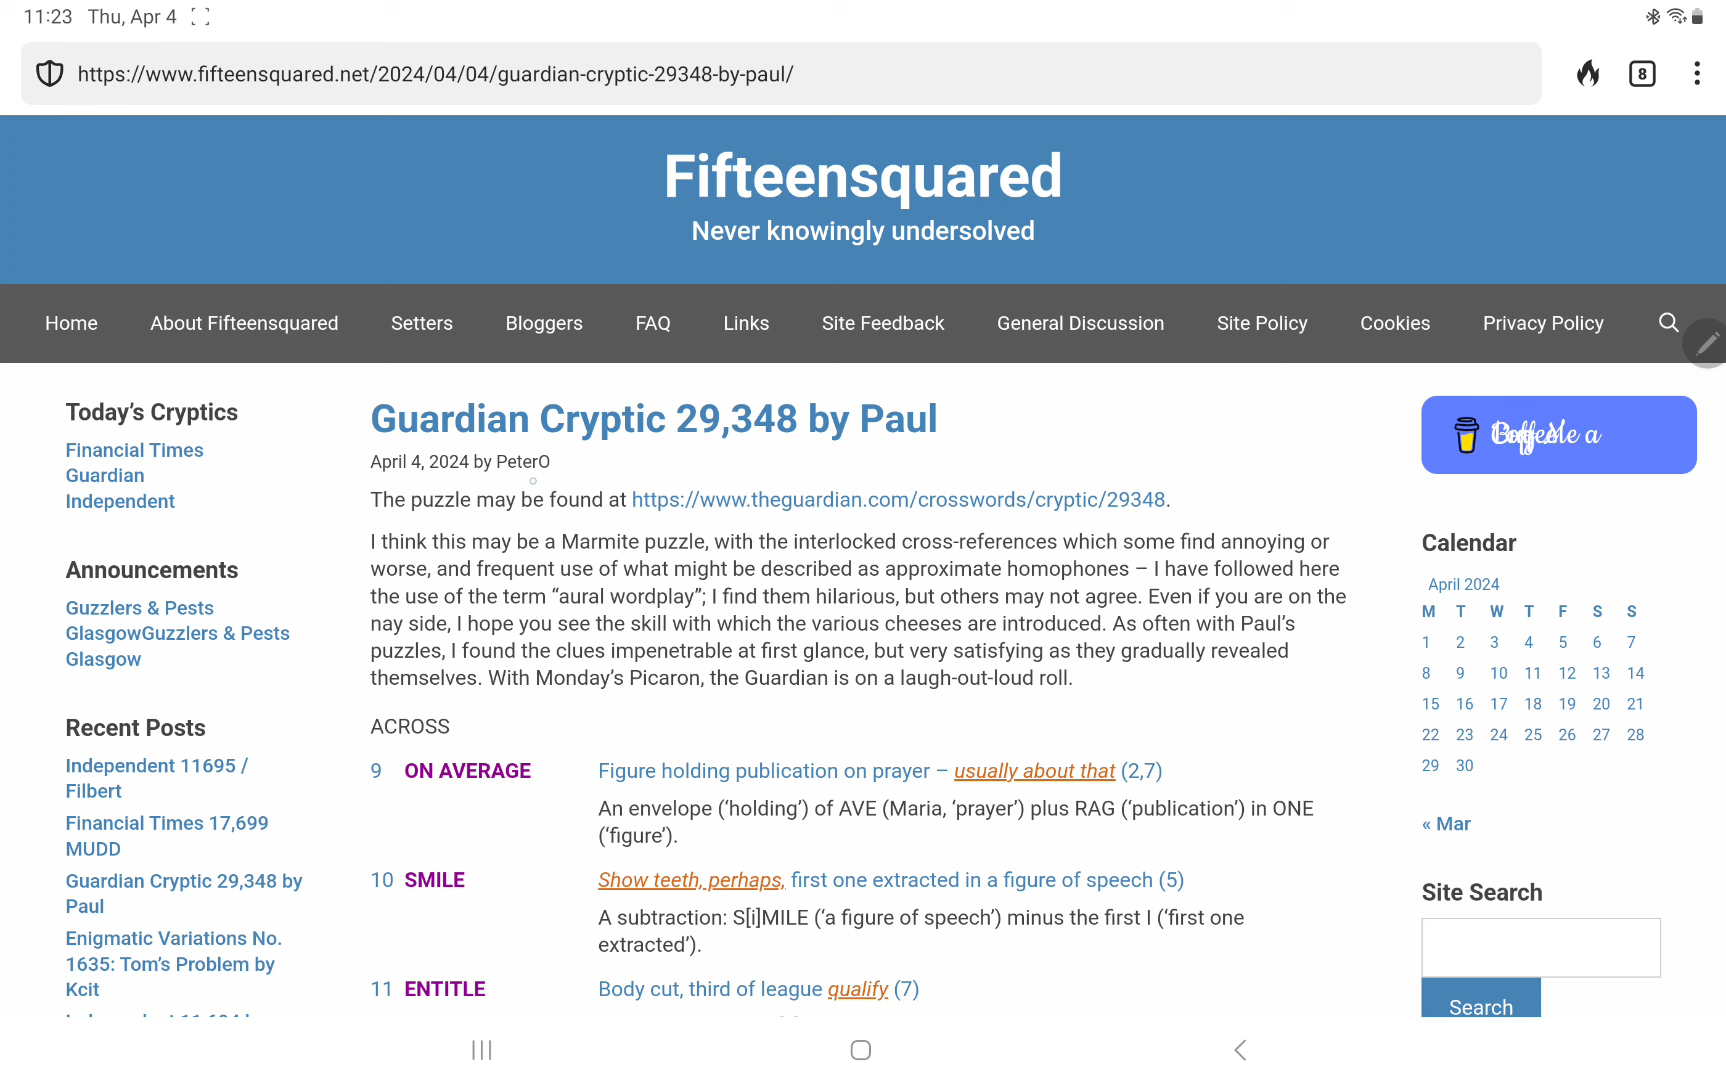 11:23 Thu, Apr 4
https://www.fifteensquared.net/2024/04/04/guardian-cryptic-29348-by-paul/
8
Fifteensquared
Never knowingly undersolved
Home About Fifteensquared Setters Bloggers FAQ Links Site Feedback General Discussion Site Policy Cookies Privacy Policy
Today's Cryptics
Financial Times
Guardian
Independent
Announcements
Guzzlers & Pests
GlasgowGuzzlers & Pests
Glasgow
Recent Posts
Independent 11695 /
Filbert
Financial Times 17,699
MUDD
Guardian Cryptic 29,348 by
Paul
Enigmatic Variations No.
1635: Tom's Problem by
Kcit
Guardian Cryptic 29,348 by Paul
April 4, 2024 by PeterO
The puzzle may be found at https://www.theguardian.com/crosswords/cryptic/29348.
I think this may be a Marmite puzzle, with the interlocked cross-references which some find annoying or
worse, and frequent use of what might be described as approximate homophones – I have followed here
the use of the term “aural wordplay”; I find them hilarious, but others may not agree. Even if you are on the
nay side, I hope you see the skill with which the various cheeses are introduced. As often with Paul’s
puzzles, I found the clues impenetrable at first glance, but very satisfying as they gradually revealed
themselves. With Monday’s Picaron, the Guardian is on a laugh-out-loud roll.
ACROSS
9 ON AVERAGE Figure holding publication on prayer – usually about that (2,7)
An envelope (‘holding’) of AVE (Maria, ‘prayer’) plus RAG (‘publication’) in ONE
(‘figure’).
10 SMILE Show teeth, perhaps, first one extracted in a figure of speech (5)
A subtraction: S[i]MILE (‘a figure of speech’) minus the first I (‘first one
extracted’).
11 ENTITLE Body cut, third of league qualify (7)
Calendar
April 2024
M T W T F S S
1 2 3 4 5 6 7
8 9 10 11 12 13 14
15 16 17 18 19 20 21
22 23 24 25 26 27 28
29 30
« Mar
Site Search
Search